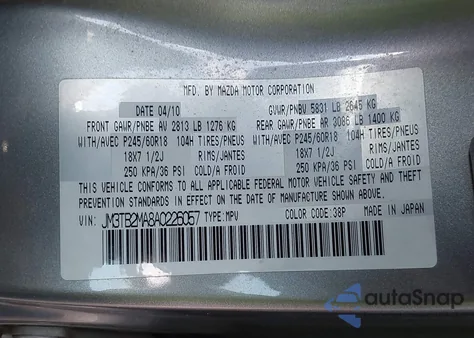 MFD. BY MAZDA MOTOR CORPORATION
DATE 04/10 GVWR/PNBV 5831 LB 2645 KG
FRONT GAWR/PNBE AV 2813 LB 1276 KG REAR GAWR/PNBE AR 3086 LB 1400 KG
WITH/AVEC P245/60R18 104H TIRES/PNEUS WITH/AVEC P245/60R18 104H TIRES/PNEUS
18X7 1/2J RIMS/JANTES 18X7 1/2J RIMS/JANTES
250 KPA/36 PSI COLD/A FROID 250 KPA/36 PSI COLD/A FROID
THIS VEHICLE CONFORMS TO ALL APPLICABLE FEDERAL MOTOR VEHICLE SAFETY AND THEFT
PREVENTION STANDARDS IN EFFECT ON THE DATE OF MANUFACTURE SHOWN ABOVE.
VIN: JM3TB2MA8A0226057 TYPE: MPV COLOR CODE: 38P MADE IN JAPAN
autoSnap